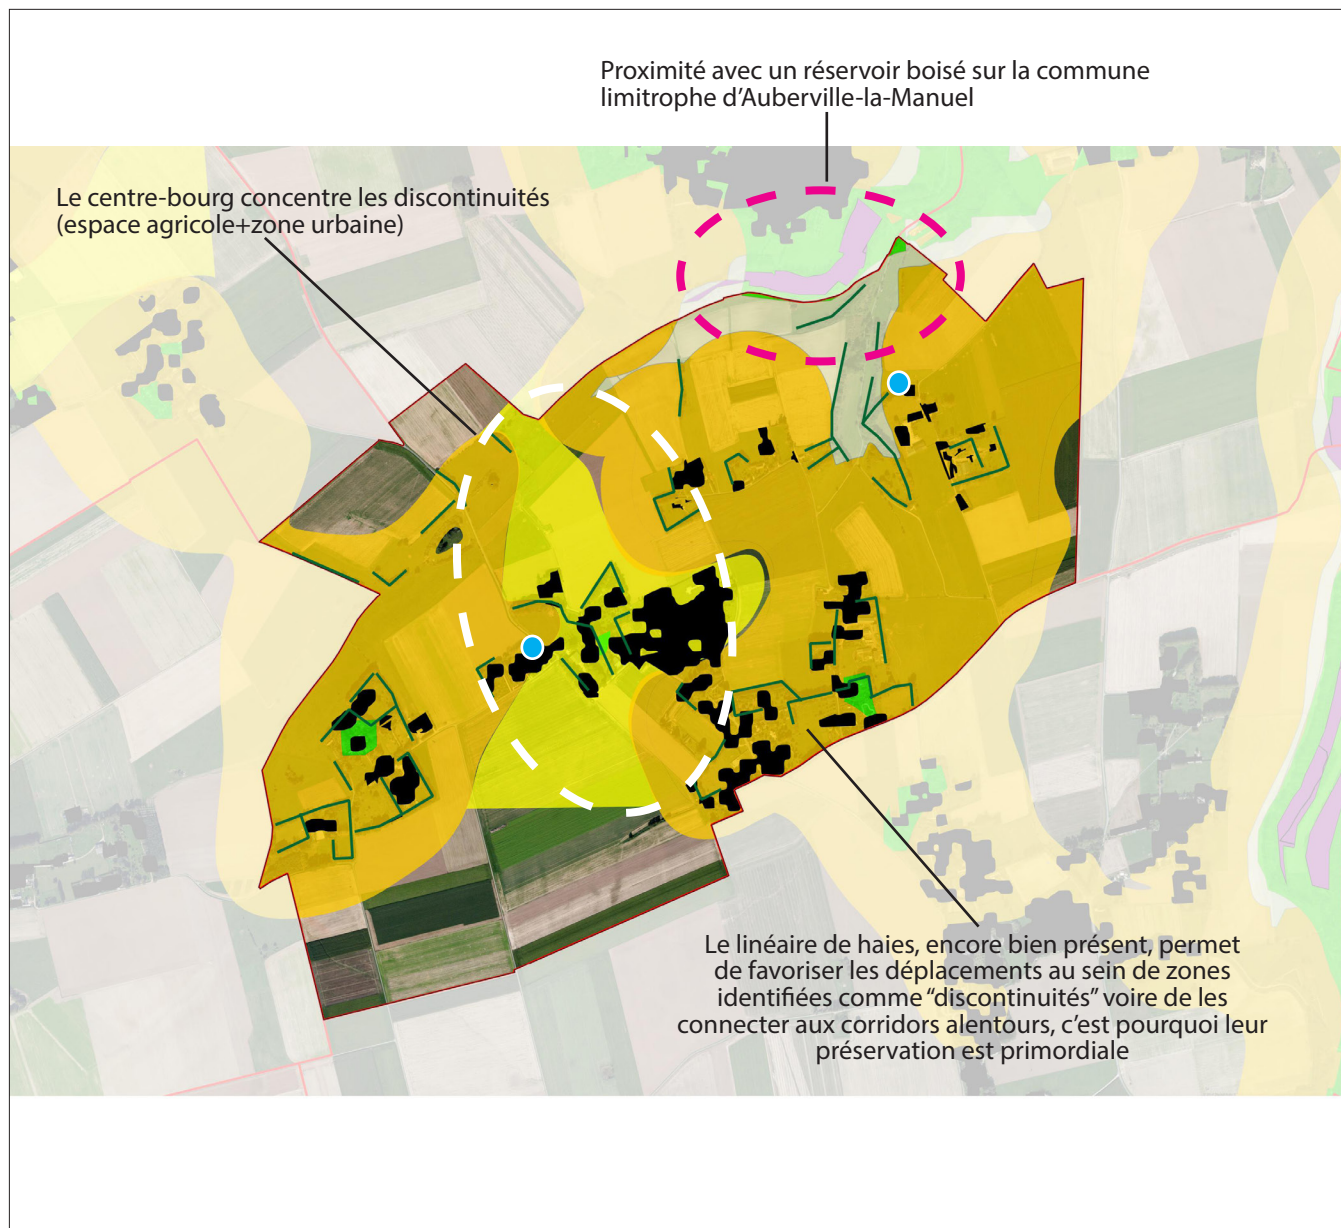 Proximité avec un réservoir boisé sur la commune
limitrophe d’Auberville-la-Manuel
Le centre-bourg concentre les discontinuités
(espace agricole+zone urbaine)
Le linéaire de haies, encore bien présent, permet
de favoriser les déplacements au sein de zones
identifiées comme “discontinuités” voire de les
connecter aux corridors alentours, c’est pourquoi leur
préservation est primordiale